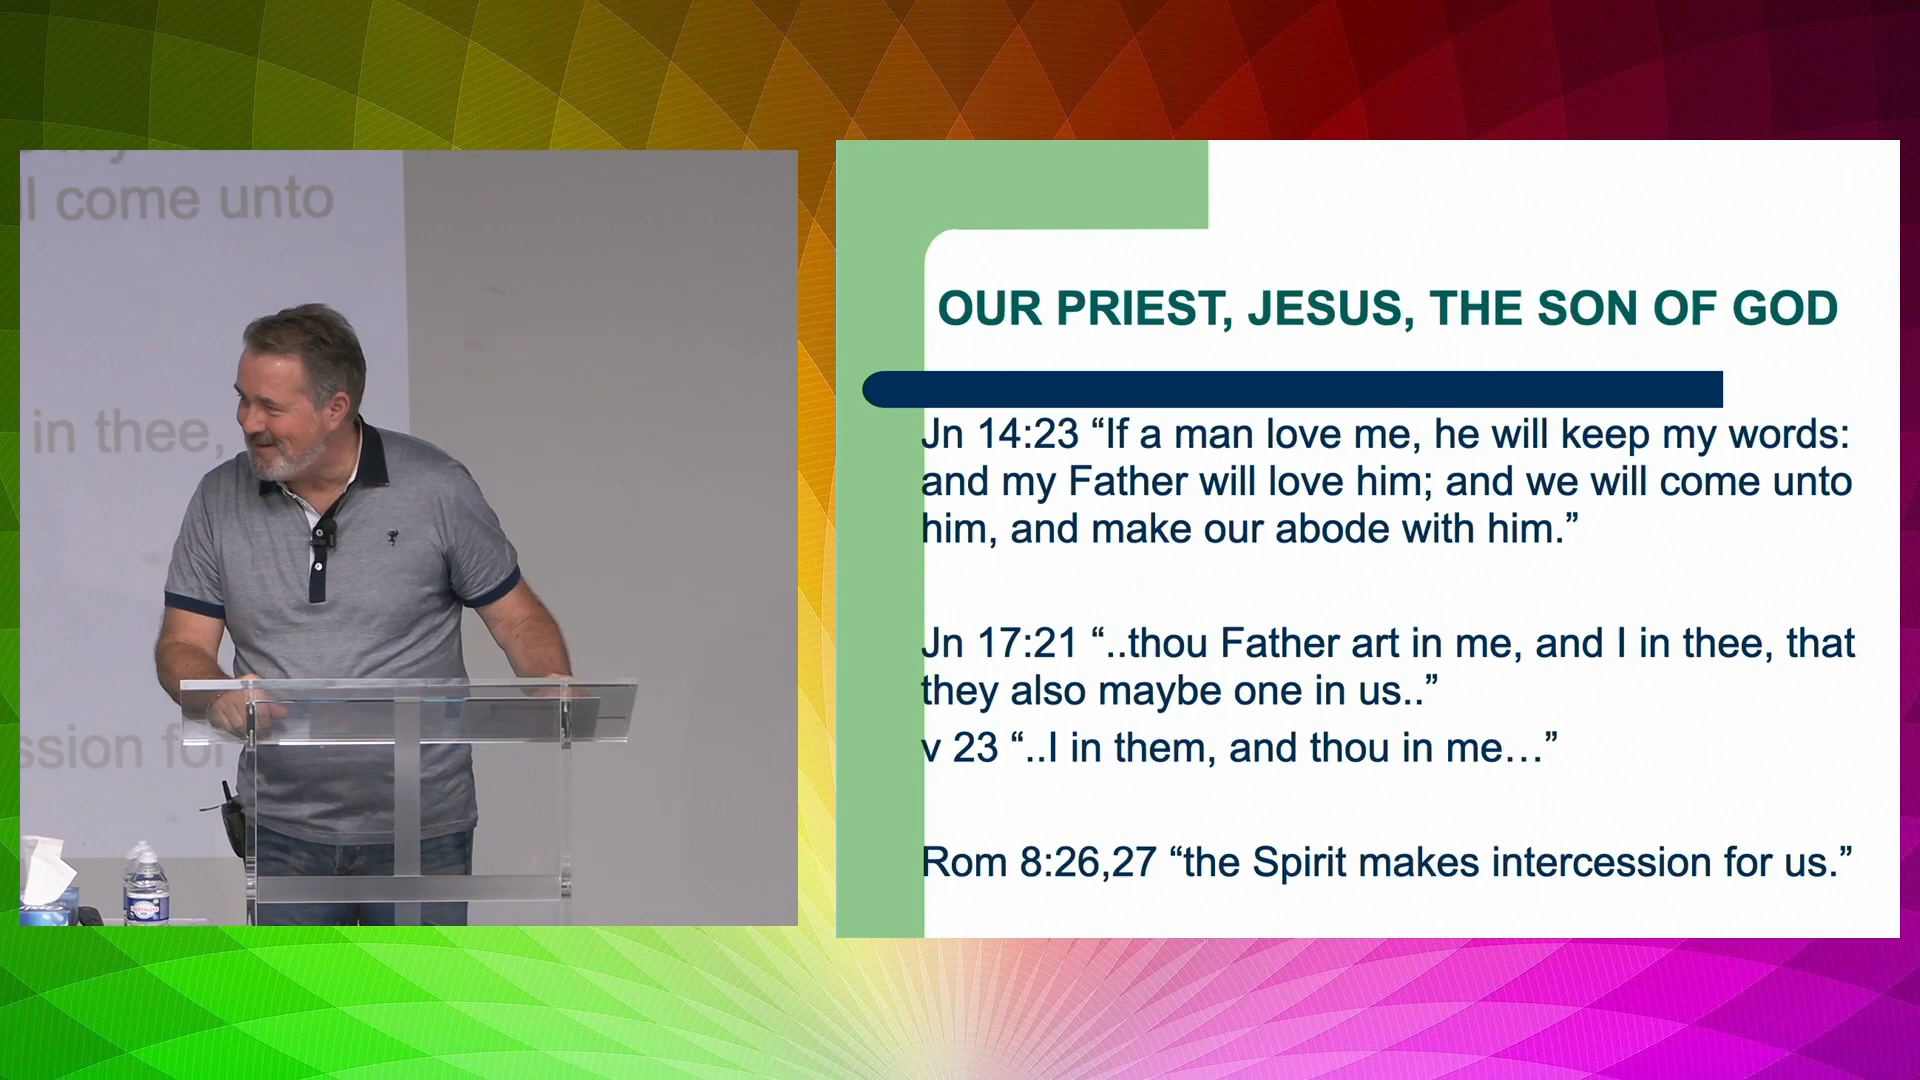 ll come unto
in thee,
ssion for
OUR PRIEST, JESUS, THE SON OF GOD
Jn 14:23 “If a man love me, he will keep my words:
and my Father will love him; and we will come unto
him, and make our abode with him.”
Jn 17:21 “..thou Father art in me, and I in thee, that
they also maybe one in us..”
v 23 “..I in them, and thou in me…”
Rom 8:26,27 “the Spirit makes intercession for us.”